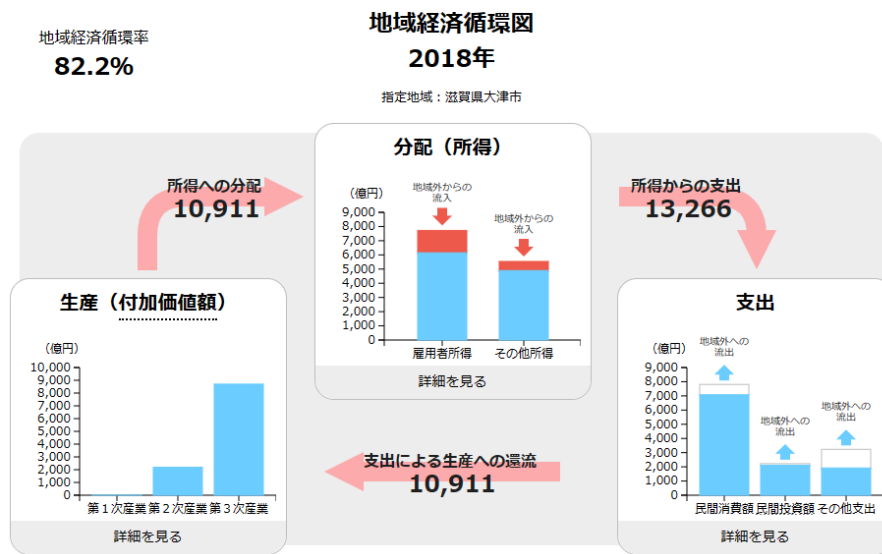 地域経済循環図
2018年
地域経済循環率
82.2%
指定地域：滋賀県大津市
所得への分配
10,911
分配（所得）
（億円）
地域外からの
流入
地域外からの
流入
9,000
8,000
7,000
6,000
5,000
4,000
3,000
2,000
1,000
0
雇用者所得
その他所得
詳細を見る
所得からの支出
13,266
生産（付加価値額）
（億円）
10,000
9,000
8,000
7,000
6,000
5,000
4,000
3,000
2,000
1,000
0
第１次産業
第２次産業
第３次産業
詳細を見る
支出
（億円）
地域外への
流出
地域外への
流出
地域外への
流出
9,000
8,000
7,000
6,000
5,000
4,000
3,000
2,000
1,000
0
民間消費額
民間投資額
その他支出
詳細を見る
支出による生産への還流
10,911